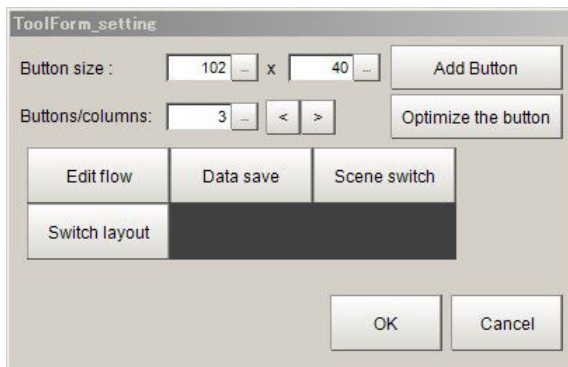 ToolForm_setting
Button size : 102 ... x 40 ... Add Button
Buttons/columns: 3 ... < > Optimize the button
Edit flow Data save Scene switch
Switch layout
OK Cancel